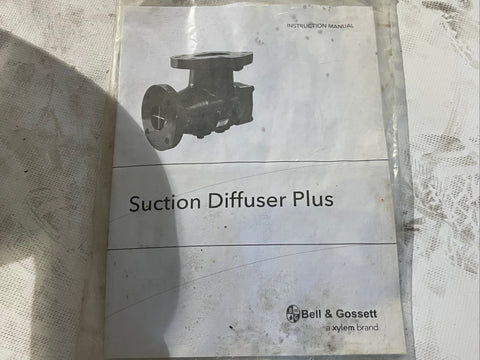 INSTRUCTION MANUAL
Suction Diffuser Plus
Bell & Gossett
a xylem brand